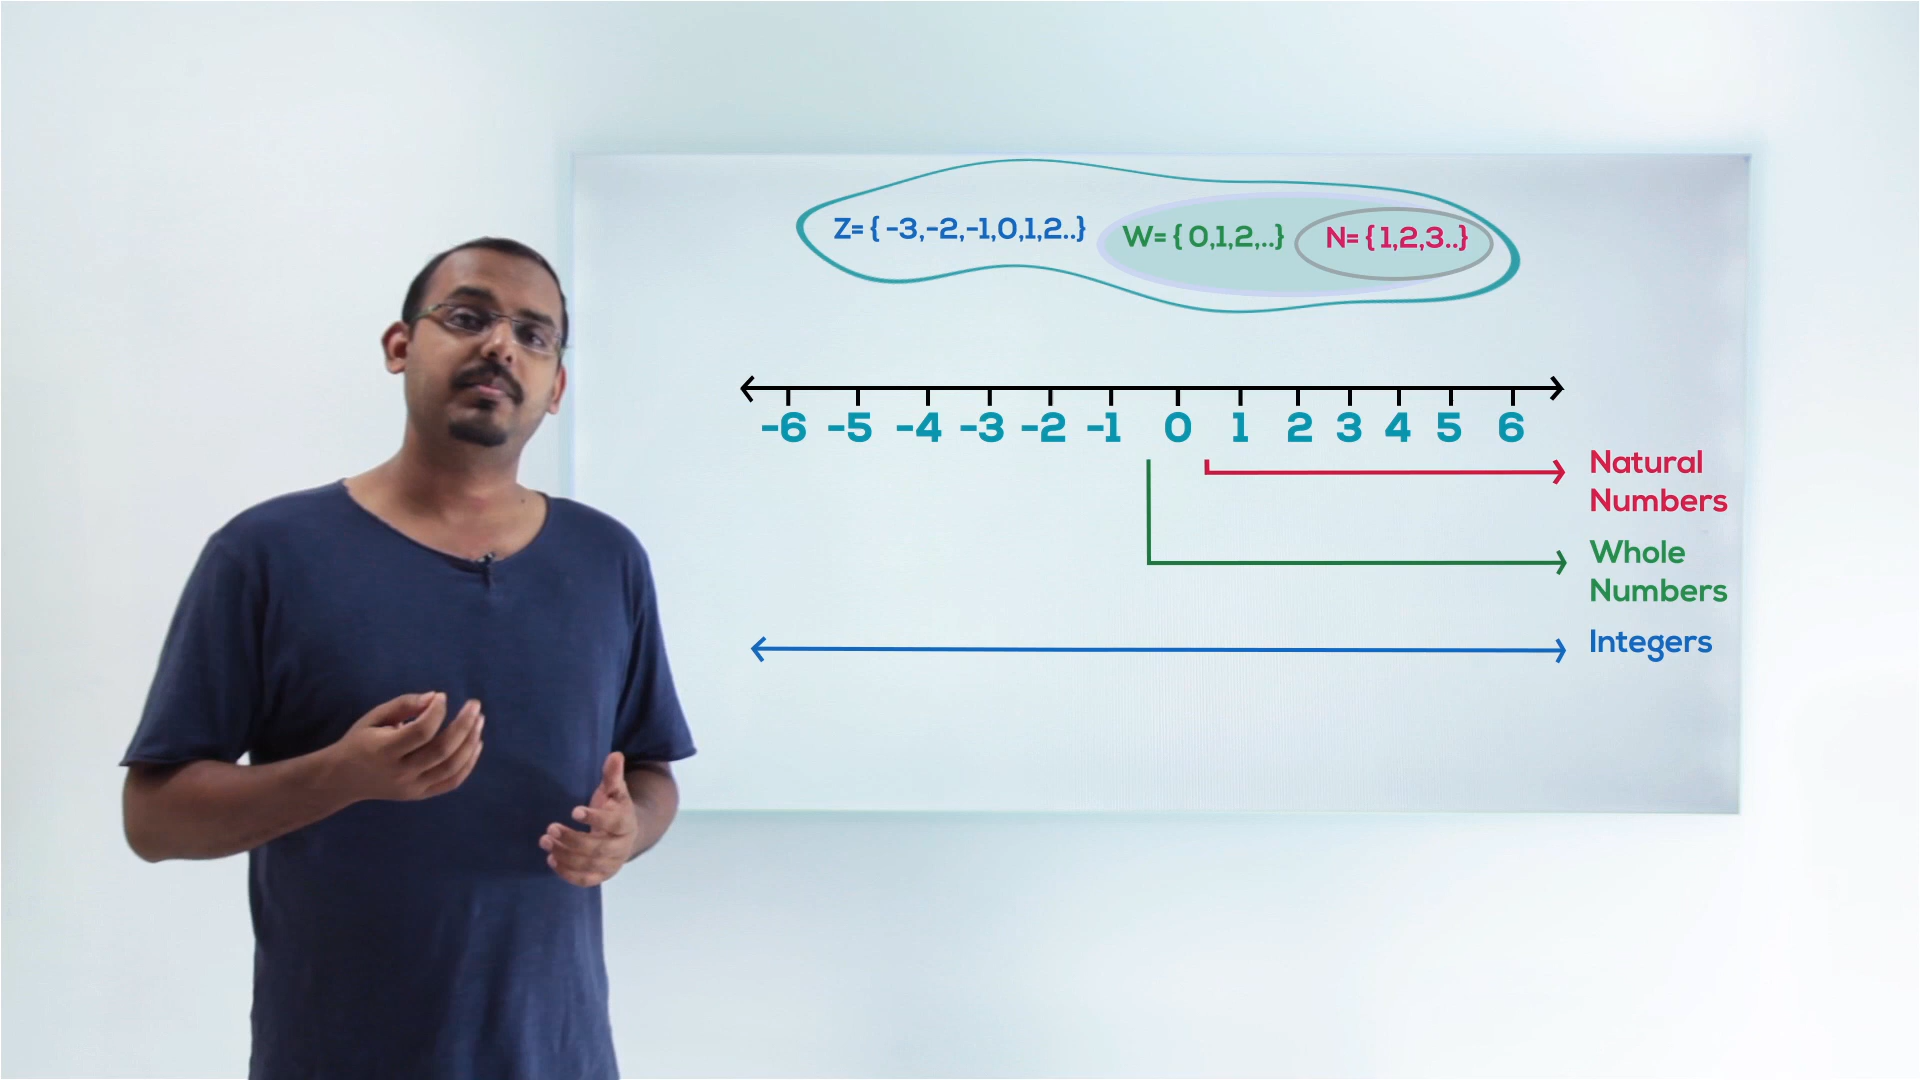 Z= { -3,-2,-1,0,1,2..}
W= { 0,1,2,..}
N= { 1,2,3..}
-6 -5 -4 -3 -2 -1 0 1 2 3 4 5 6
Natural
Numbers
Whole
Numbers
Integers